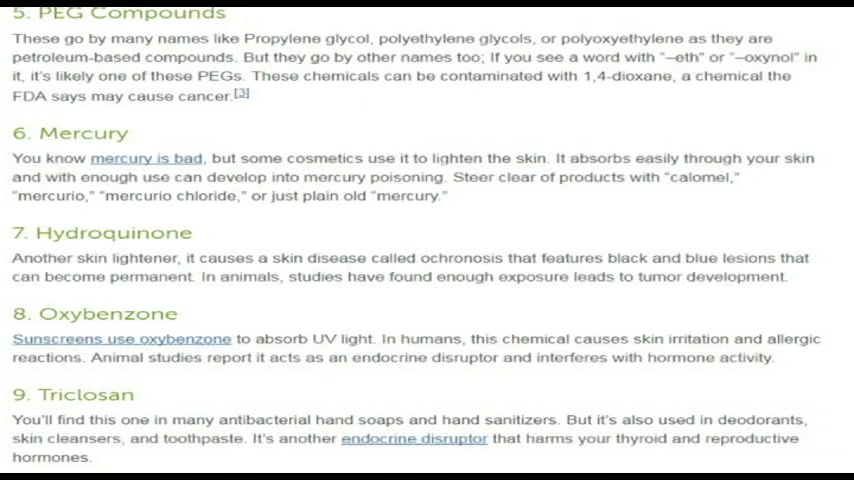 5. PEG Compounds
These go by many names like Propylene glycol, polyethylene glycols, or polyoxyethylene as they are
petroleum-based compounds. But they go by other names too; If you see a word with “–eth” or “–oxynol” in
it, it’s likely one of these PEGs. These chemicals can be contaminated with 1,4-dioxane, a chemical the
FDA says may cause cancer.[3]
6. Mercury
You know mercury is bad, but some cosmetics use it to lighten the skin. It absorbs easily through your skin
and with enough use can develop into mercury poisoning. Steer clear of products with “calomel,”
“mercurio,” “mercurio chloride,” or just plain old “mercury.”
7. Hydroquinone
Another skin lightener, it causes a skin disease called ochronosis that features black and blue lesions that
can become permanent. In animals, studies have found enough exposure leads to tumor development.
8. Oxybenzone
Sunscreens use oxybenzone to absorb UV light. In humans, this chemical causes skin irritation and allergic
reactions. Animal studies report it acts as an endocrine disruptor and interferes with hormone activity.
9. Triclosan
You’ll find this one in many antibacterial hand soaps and hand sanitizers. But it’s also used in deodorants,
skin cleansers, and toothpaste. It’s another endocrine disruptor that harms your thyroid and reproductive
hormones.